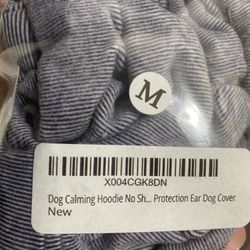 M
X004CGK8DN
Dog Calming Hoodie No Sh... Protection Ear Dog Cover
New